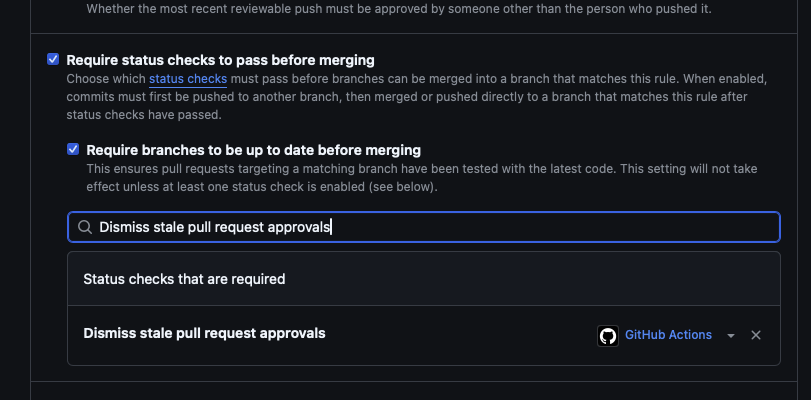 Whether the most recent reviewable push must be approved by someone other than the person who pushed it.
Require status checks to pass before merging
Choose which status checks must pass before branches can be merged into a branch that matches this rule. When enabled,
commits must first be pushed to another branch, then merged or pushed directly to a branch that matches this rule after
status checks have passed.
Require branches to be up to date before merging
This ensures pull requests targeting a matching branch have been tested with the latest code. This setting will not take
effect unless at least one status check is enabled (see below).
Dismiss stale pull request approvals
Status checks that are required
Dismiss stale pull request approvals GitHub Actions